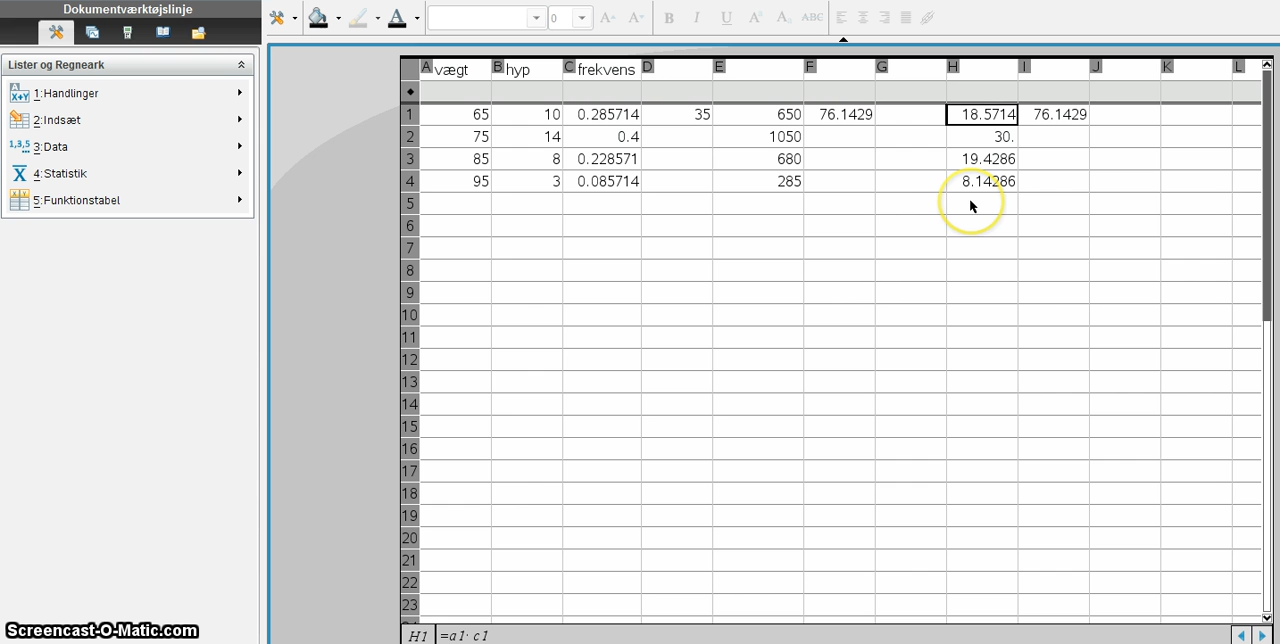 Dokumentværktøjslinje
Lister og Regneark
1:Handlinger
2:Indsæt
3:Data
4:Statistik
5:Funktionstabel
0 A A B I U A A ABC
A vægt B hyp C frekvens D E F G H I J K L
1 65 10 0.285714 35 650 76.1429 18.5714 76.1429
2 75 14 0.4 1050 30.
3 85 8 0.228571 680 19.4286
4 95 3 0.085714 285 8.14286
5
6
7
8
9
10
11
12
13
14
15
16
17
18
19
20
21
22
23
H1 =a1·c1
Screencast-O-Matic.com